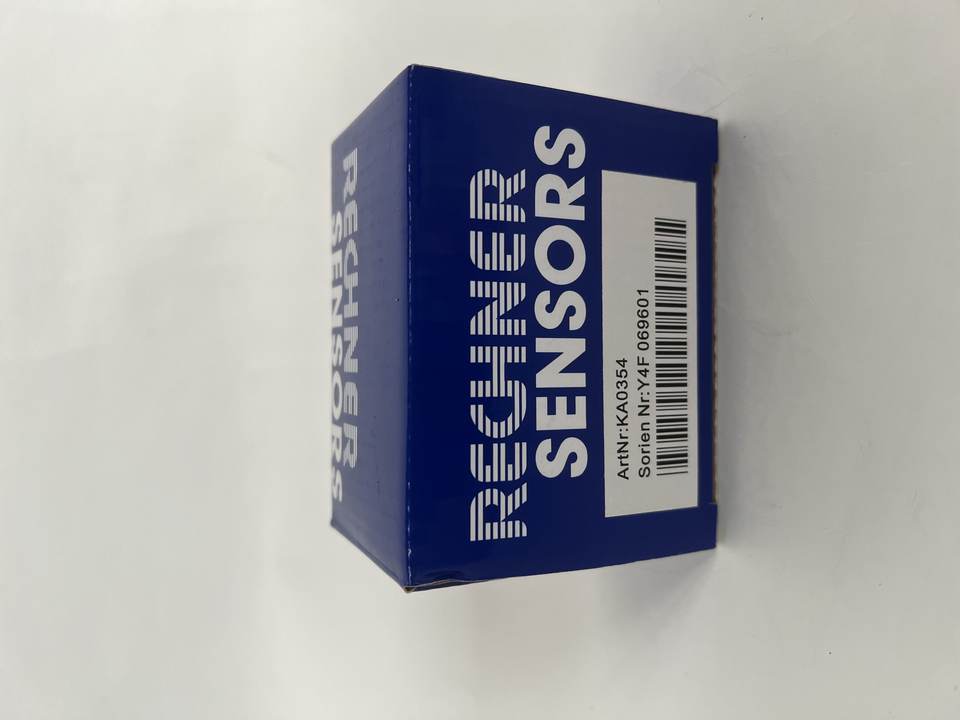 RECHNER
SENSORS
RECHNER
SENSORS
ArtNr:KA0354
Sorien Nr:Y4F 069601